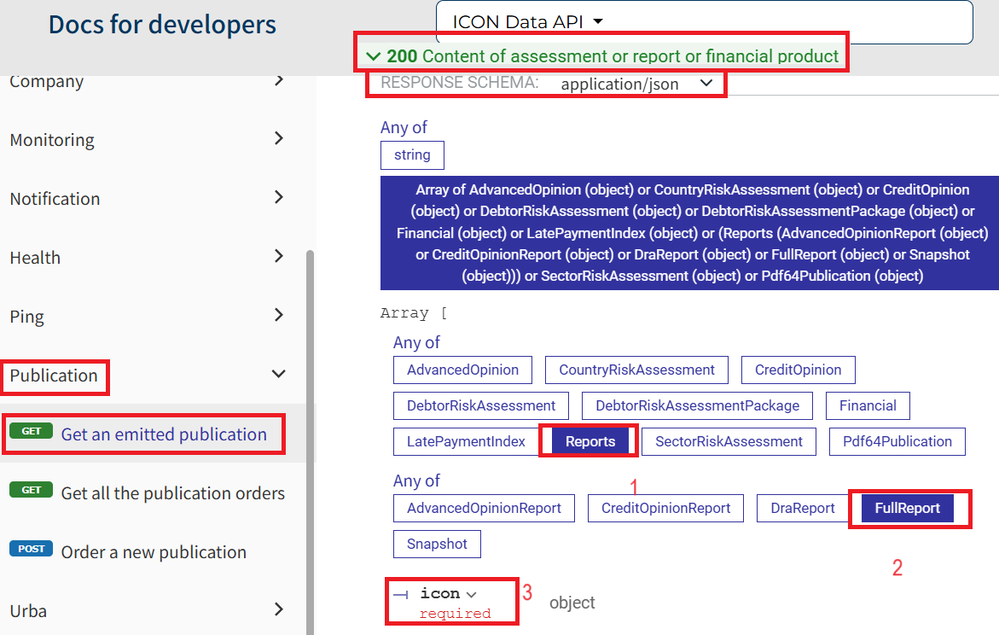 Docs for developers
ICON Data API
200 Content of assessment or report or financial product
Company
RESPONSE SCHEMA: application/json
Any of
Monitoring
string
Array of AdvancedOpinion (object) or CountryRiskAssessment (object) or CreditOpinion
(object) or DebtorRiskAssessment (object) or DebtorRiskAssessmentPackage (object) or
Financial (object) or LatePaymentIndex (object) or (Reports (AdvancedOpinionReport (object)
or CreditOpinionReport (object) or DraReport (object) or FullReport (object) or Snapshot
(object))) or SectorRiskAssessment (object) or Pdf64Publication (object)
Notification
Health
Ping
Array [
Any of
Publication
AdvancedOpinion CountryRiskAssessment CreditOpinion
DebtorRiskAssessment DebtorRiskAssessmentPackage Financial
GET Get an emitted publication
LatePaymentIndex Reports SectorRiskAssessment Pdf64Publication
Any of
1
GET Get all the publication orders
AdvancedOpinionReport CreditOpinionReport DraReport FullReport
Snapshot
POST Order a new publication
2
icon
3
required
object
Urba